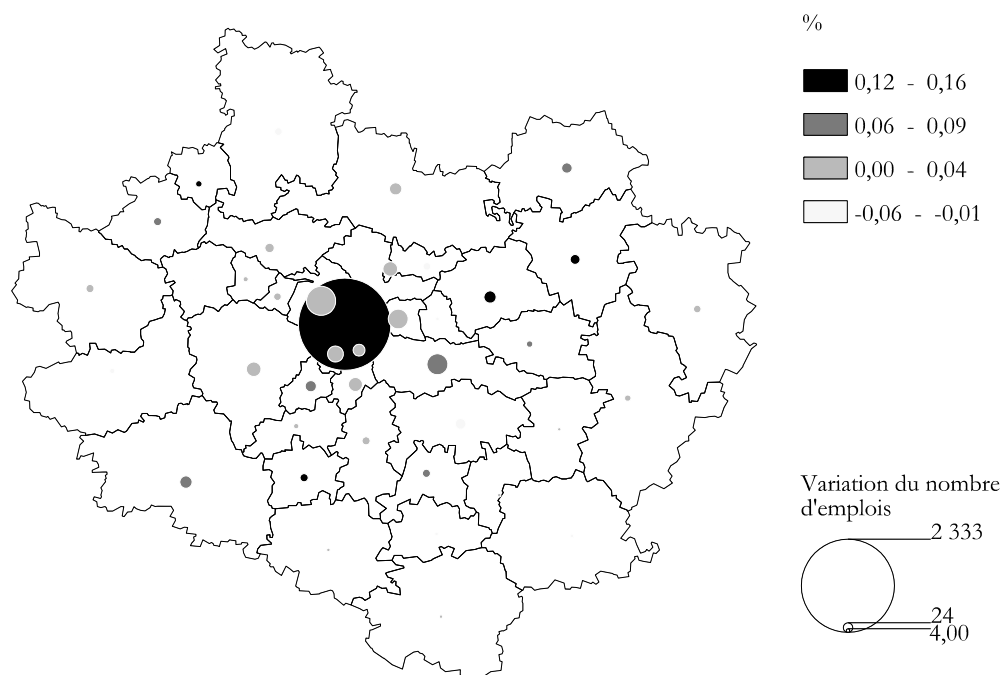 %
0,12 - 0,16
0,06 - 0,09
0,00 - 0,04
-0,06 - -0,01
Variation du nombre
d'emplois
2 333
24
4,00